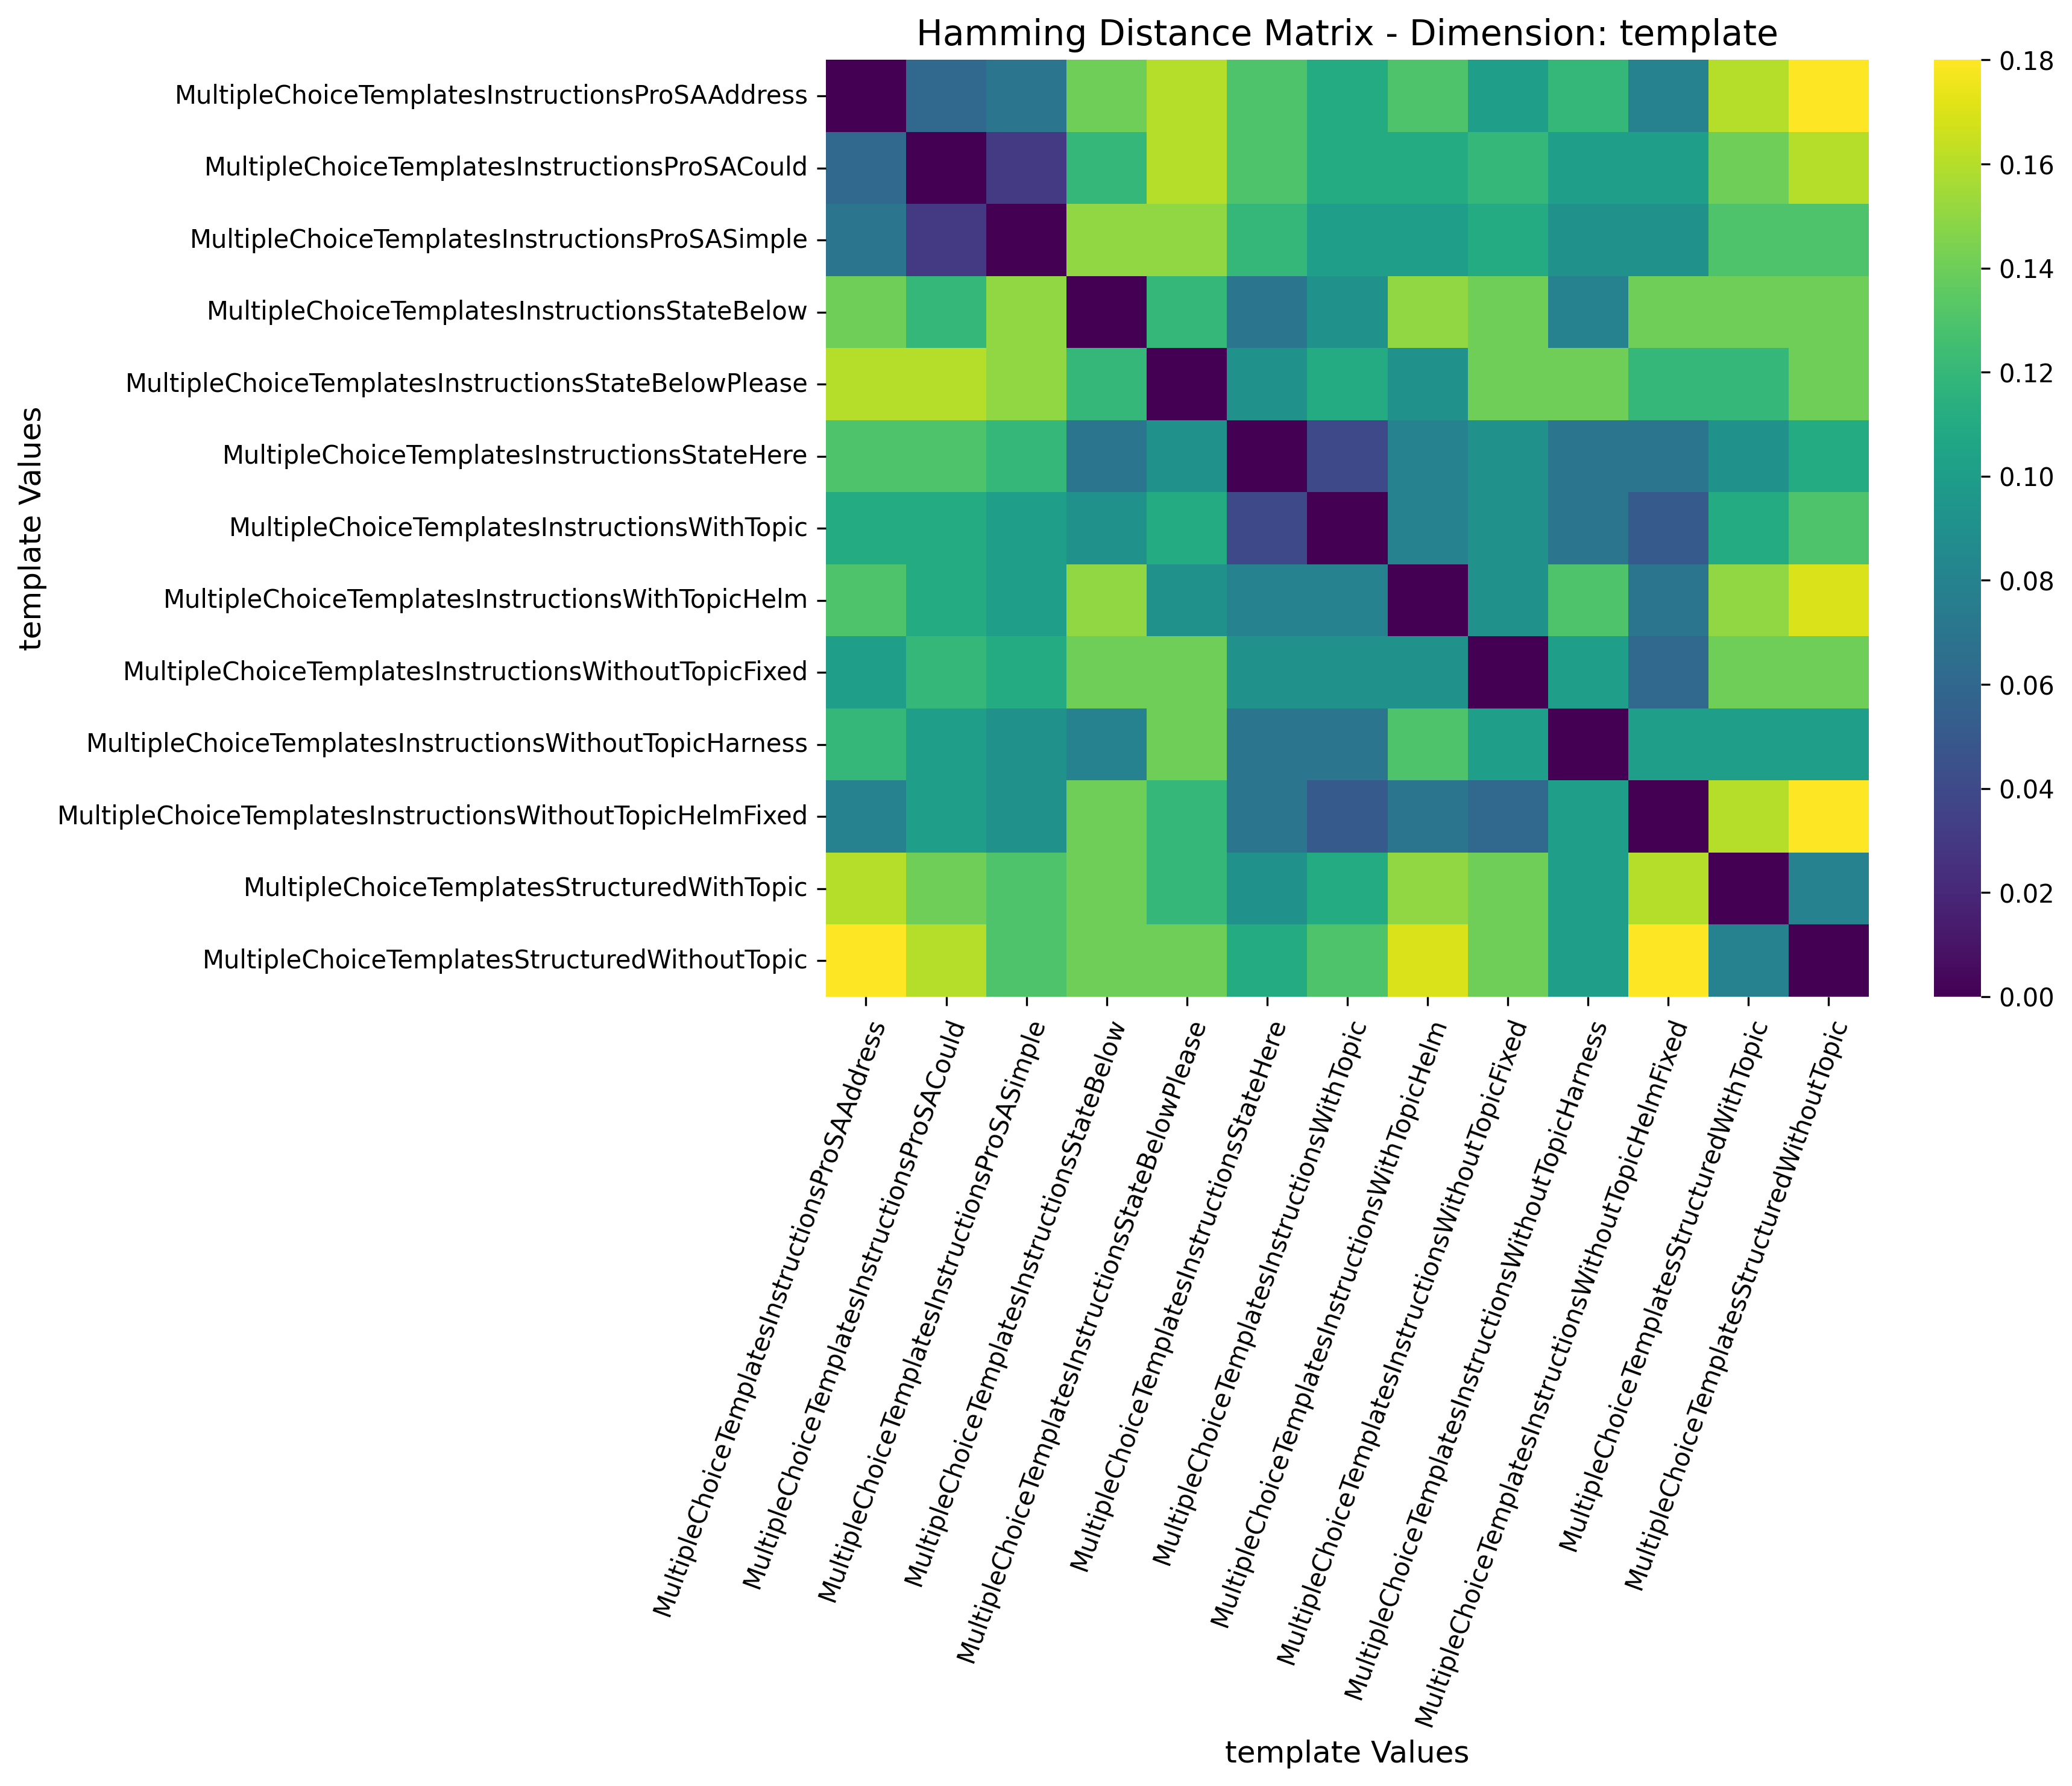 Hamming Distance Matrix - Dimension: template
template Values
MultipleChoiceTemplatesInstructionsProSAAddress
MultipleChoiceTemplatesInstructionsProSACould
MultipleChoiceTemplatesInstructionsProSASimple
MultipleChoiceTemplatesInstructionsStateBelow
MultipleChoiceTemplatesInstructionsStateBelowPlease
MultipleChoiceTemplatesInstructionsStateHere
MultipleChoiceTemplatesInstructionsWithTopic
MultipleChoiceTemplatesInstructionsWithTopicHelm
MultipleChoiceTemplatesInstructionsWithoutTopicFixed
MultipleChoiceTemplatesInstructionsWithoutTopicHarness
MultipleChoiceTemplatesInstructionsWithoutTopicHelmFixed
MultipleChoiceTemplatesStructuredWithTopic
MultipleChoiceTemplatesStructuredWithoutTopic
0.18
0.16
0.14
0.12
0.10
0.08
0.06
0.04
0.02
0.00
MultipleChoiceTemplatesInstructionsProSAAddress
MultipleChoiceTemplatesInstructionsProSACould
MultipleChoiceTemplatesInstructionsProSASimple
MultipleChoiceTemplatesInstructionsStateBelow
MultipleChoiceTemplatesInstructionsStateBelowPlease
MultipleChoiceTemplatesInstructionsStateHere
MultipleChoiceTemplatesInstructionsWithTopic
MultipleChoiceTemplatesInstructionsWithTopicHelm
MultipleChoiceTemplatesInstructionsWithoutTopicFixed
MultipleChoiceTemplatesInstructionsWithoutTopicHarness
MultipleChoiceTemplatesInstructionsWithoutTopicHelmFixed
MultipleChoiceTemplatesStructuredWithTopic
MultipleChoiceTemplatesStructuredWithoutTopic
template Values